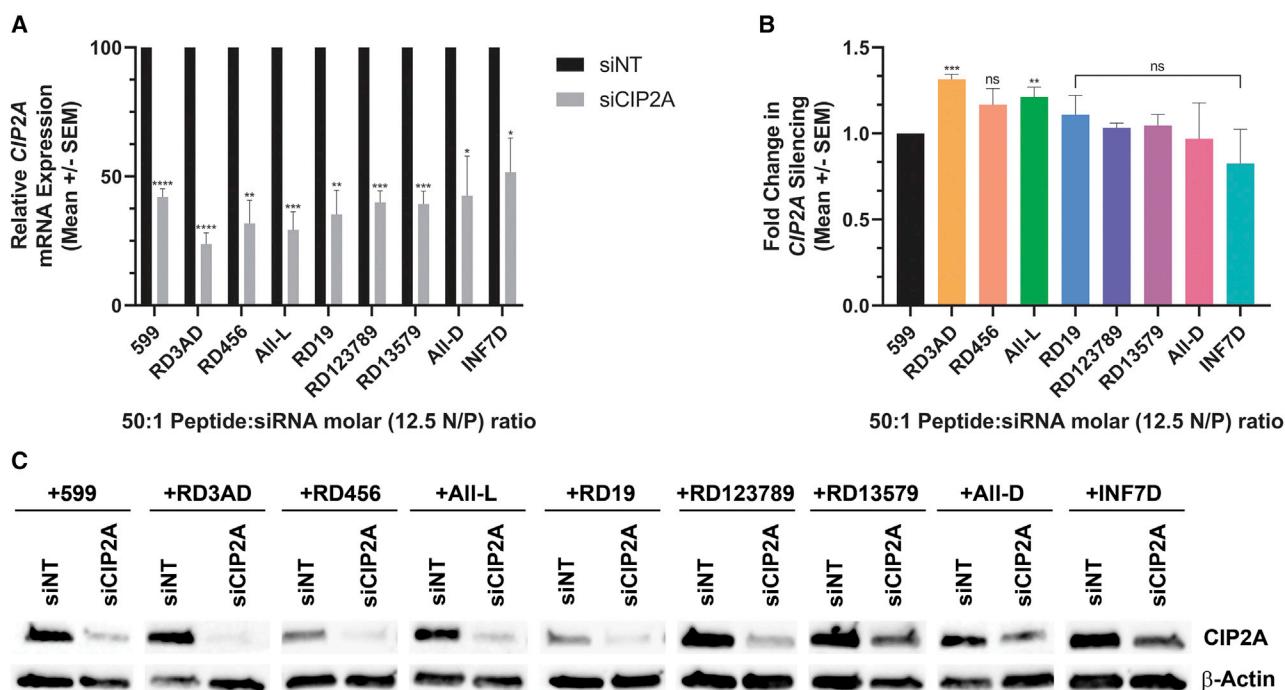 A
Relative CIP2A
mRNA Expression
(Mean +/- SEM)
100
50
0
****
****
**
***
**
***
***
*
*
siNT
siCIP2A
599
RD3AD
RD456
All-L
RD19
RD123789
RD13579
All-D
INF7D
50:1 Peptide:siRNA molar (12.5 N/P) ratio
B
Fold Change in
CIP2A Silencing
(Mean +/- SEM)
1.5
1.0
0.5
0.0
***
ns
**
ns
599
RD3AD
RD456
All-L
RD19
RD123789
RD13579
All-D
INF7D
50:1 Peptide:siRNA molar (12.5 N/P) ratio
C
+599 +RD3AD +RD456 +All-L +RD19 +RD123789 +RD13579 +All-D +INF7D
siNT siCIP2A siNT siCIP2A siNT siCIP2A siNT siCIP2A siNT siCIP2A siNT siCIP2A siNT siCIP2A siNT siCIP2A siNT siCIP2A
CIP2A
β-Actin